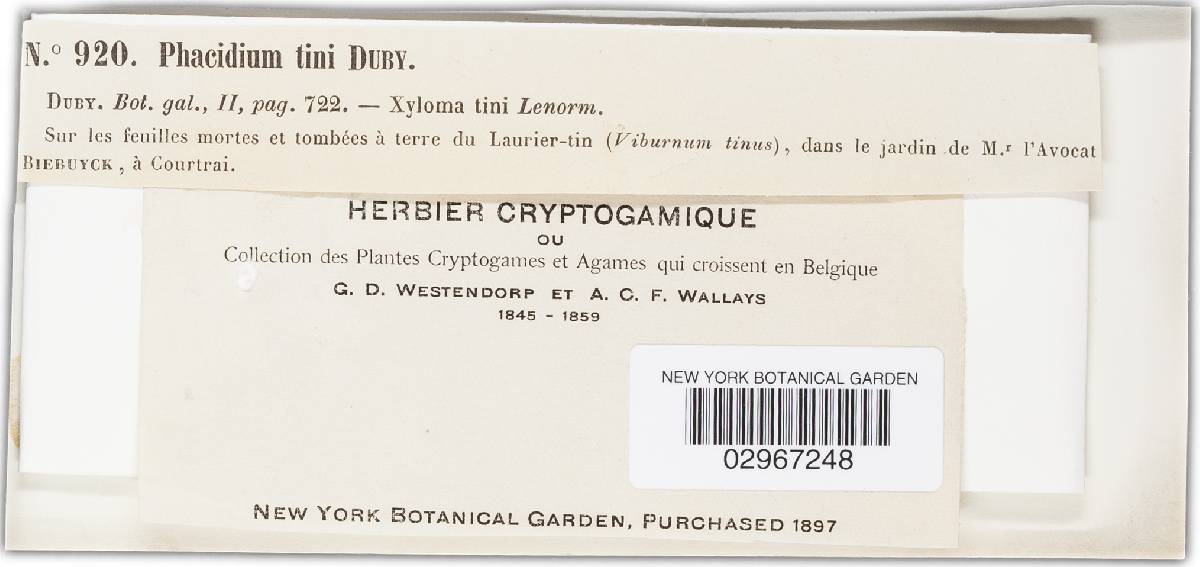 N.º 920. Phacidium tini DUBY.
DUBY. Bot. gal., II, pag. 722. — Xyloma tini Lenorm.
Sur les feuilles mortes et tombées à terre du Laurier-tin (Viburnum tinus), dans le jardin de M.r l'Avocat
BIEBUYCK, à Courtrai.
HERBIER CRYPTOGAMIQUE
OU
Collection des Plantes Cryptogames et Agames qui croissent en Belgique
G. D. WESTENDORP ET A. C. F. WALLAYS
1845 - 1859
NEW YORK BOTANICAL GARDEN
02967248
NEW YORK BOTANICAL GARDEN, PURCHASED 1897